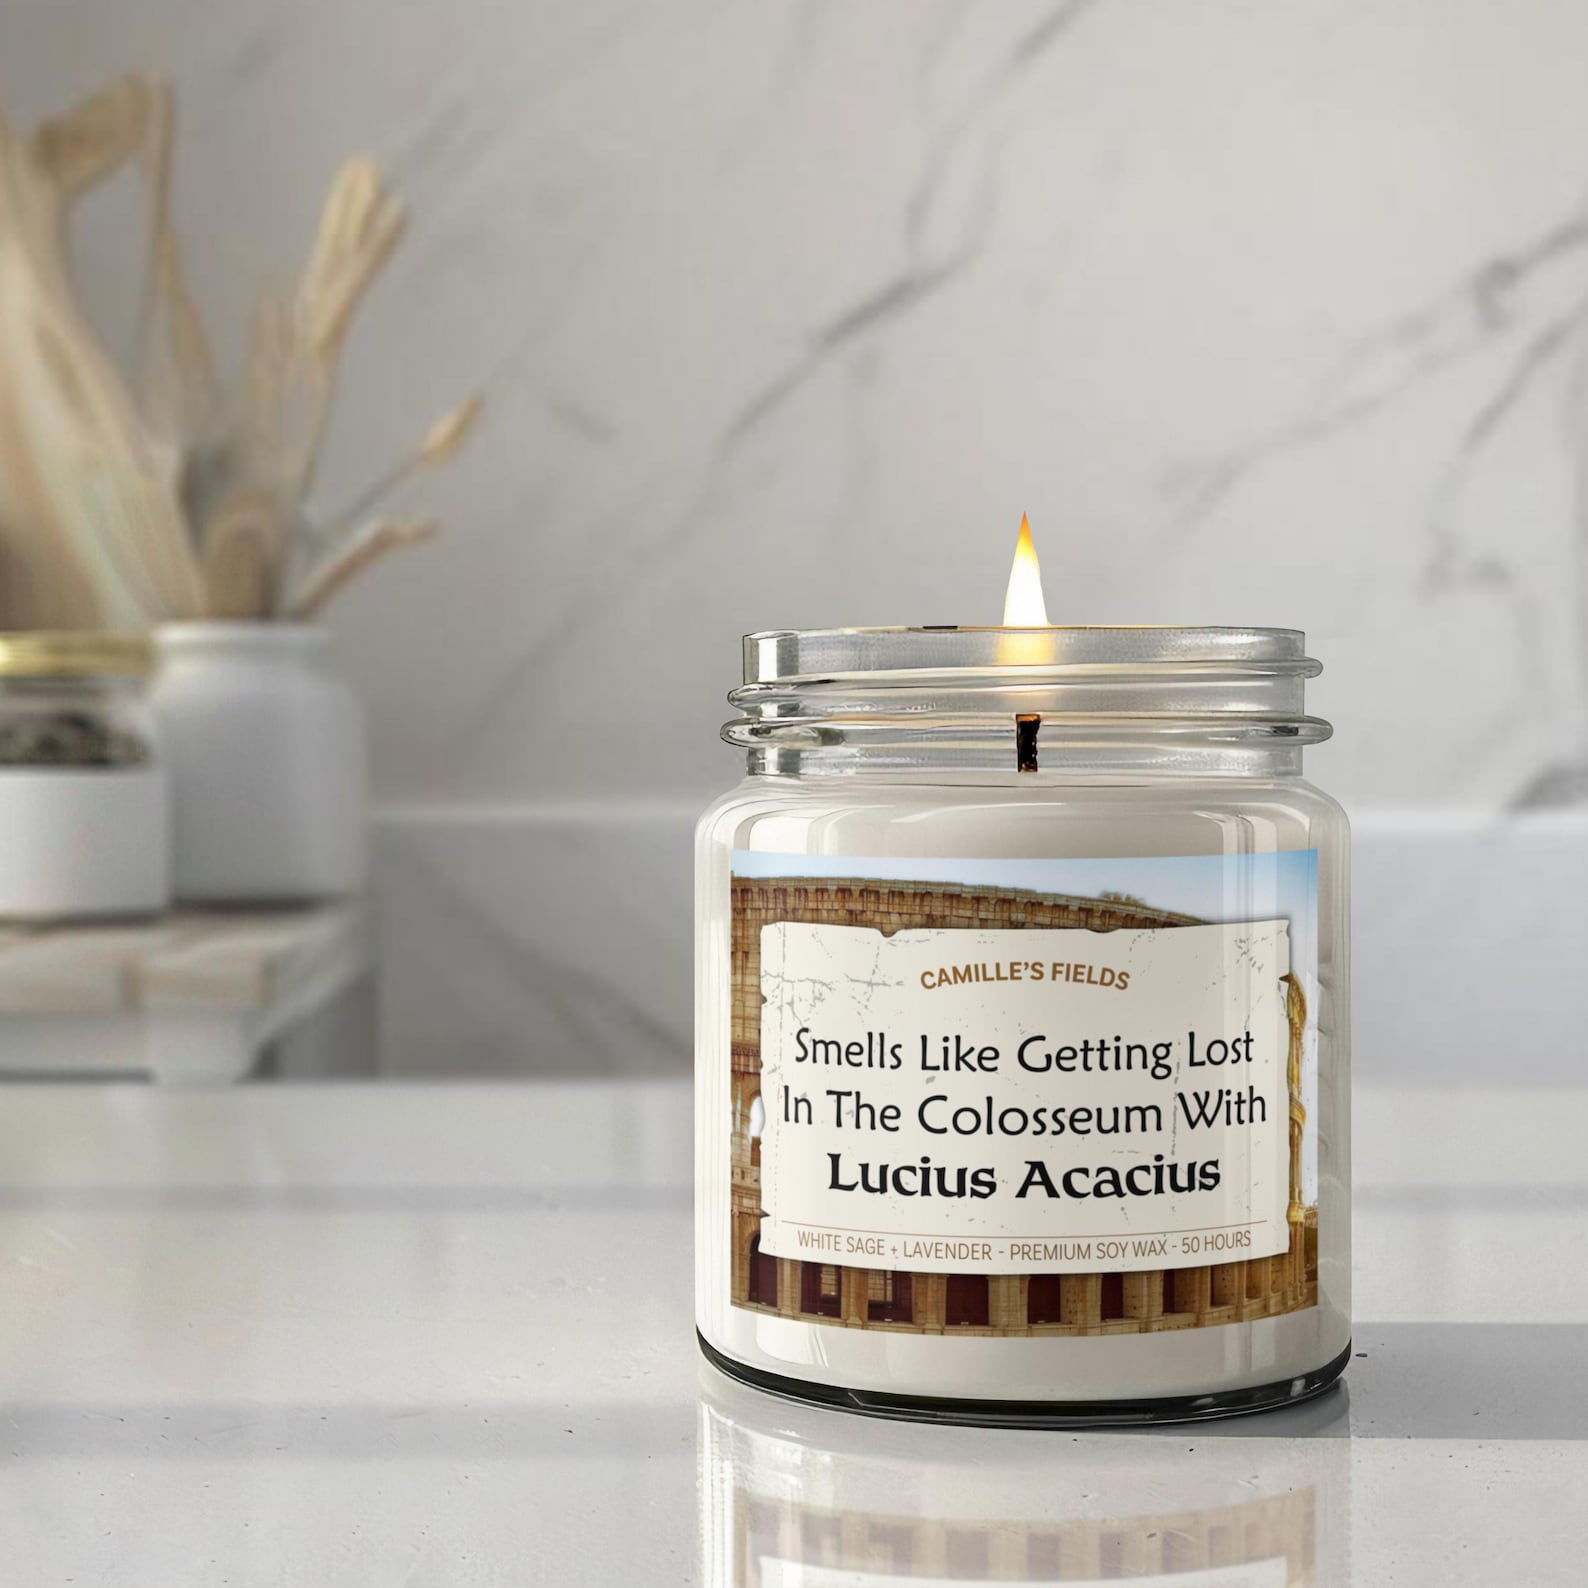 CAMILLE'S FIELDS
Smells Like Getting Lost
In The Colosseum With
Lucius Acacius
WHITE SAGE + LAVENDER - PREMIUM SOY WAX - 50 HOURS